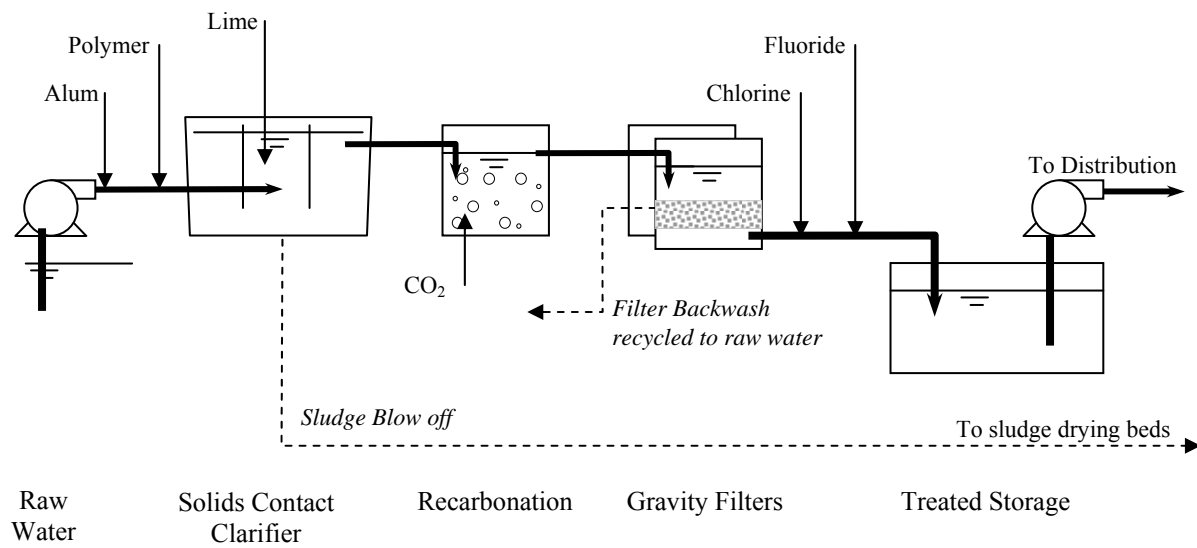 Lime
Polymer
Alum
Fluoride
Chlorine
To Distribution
CO₂
Filter Backwash
recycled to raw water
Sludge Blow off
To sludge drying beds
Raw
Water
Solids Contact
Clarifier
Recarbonation
Gravity Filters
Treated Storage